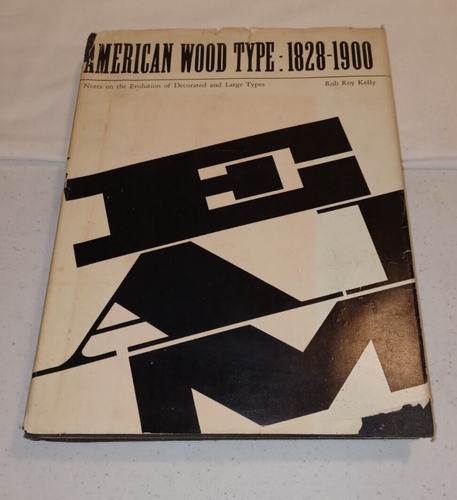 AMERICAN WOOD TYPE: 1828-1900
Notes on the Evolution of Decorated and Large Types Rob Roy Kelly
E
A
M